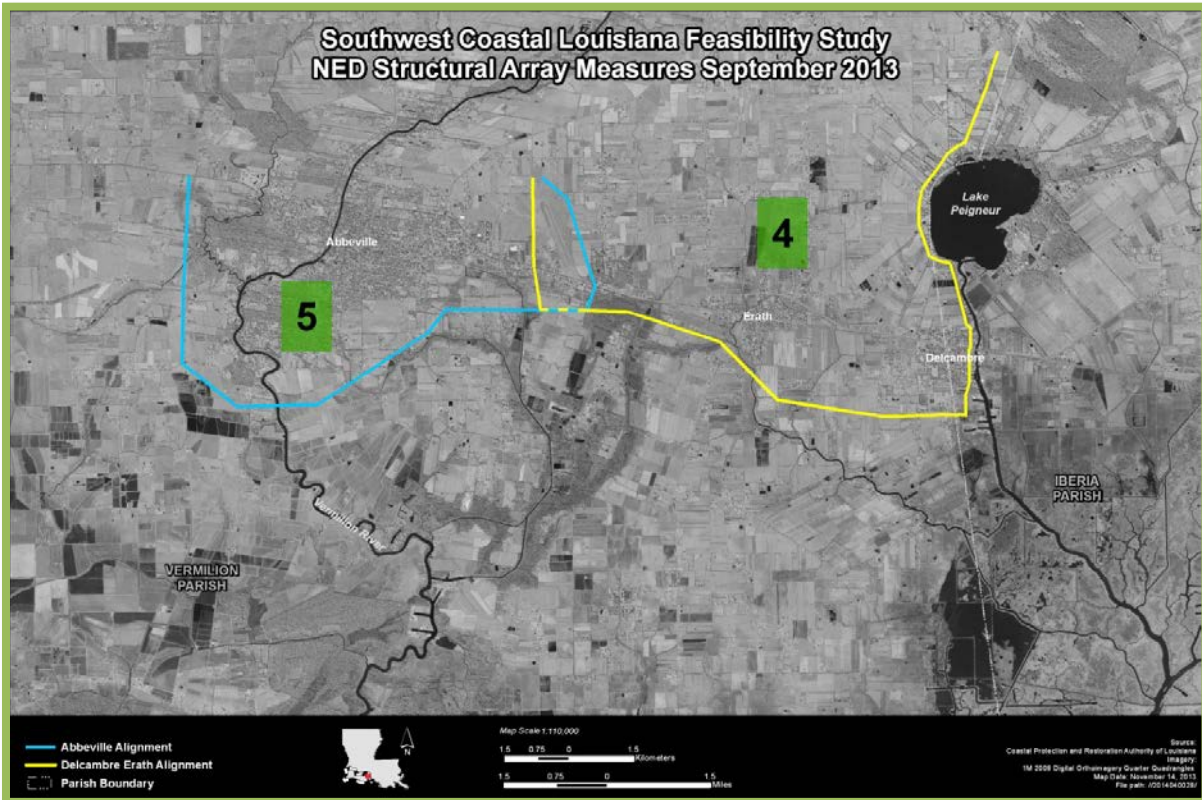 Southwest Coastal Louisiana Feasibility Study
NED Structural Array Measures September 2013
Lake
Peigneur
Abbeville
4
5
Erath
Delcambre
IBERIA
PARISH
Vermilion River
VERMILION
PARISH
Abbeville Alignment
Delcambre Erath Alignment
Parish Boundary
N
Map Scale 1:110,000
1.5 0.75 0 1.5
Kilometers
1.5 0.75 0 1.5
Miles
Source:
Coastal Protection and Restoration Authority of Louisiana
Imagery:
1M 2008 Digital Orthoimagery Quarter Quadrangles
Map Date: November 14, 2013